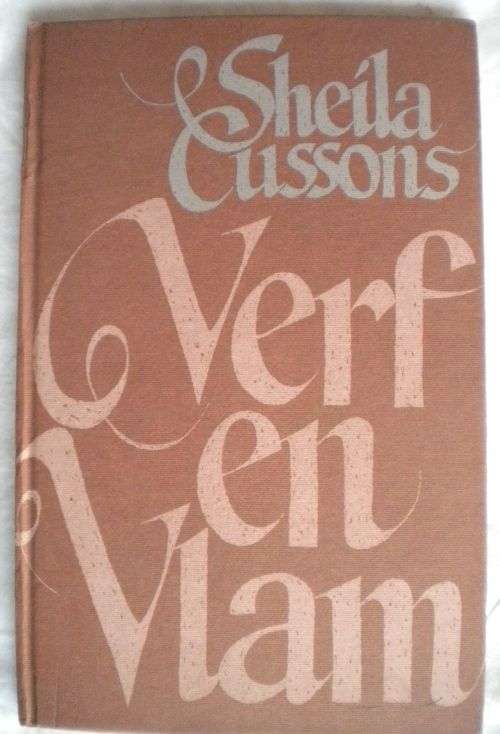 Sheila
Cussons
Verf
en
Vlam